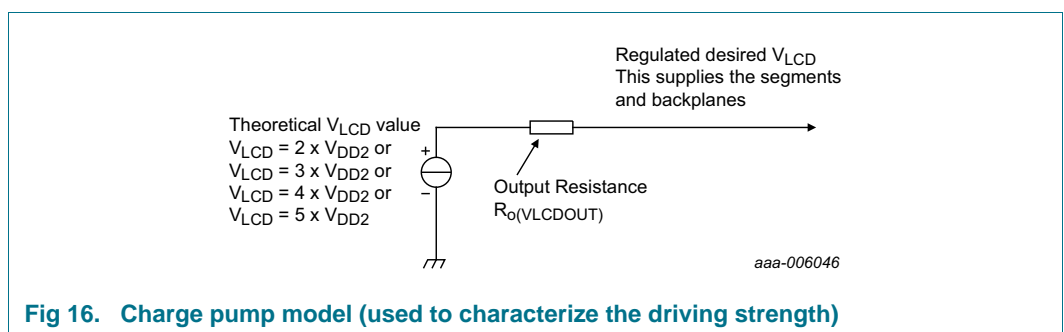 Regulated desired VLCD
This supplies the segments
and backplanes
Theoretical VLCD value
VLCD = 2 x VDD2 or
VLCD = 3 x VDD2 or
VLCD = 4 x VDD2 or
VLCD = 5 x VDD2
+
−
Output Resistance
Ro(VLCDOUT)
aaa-006046
Fig 16. Charge pump model (used to characterize the driving strength)